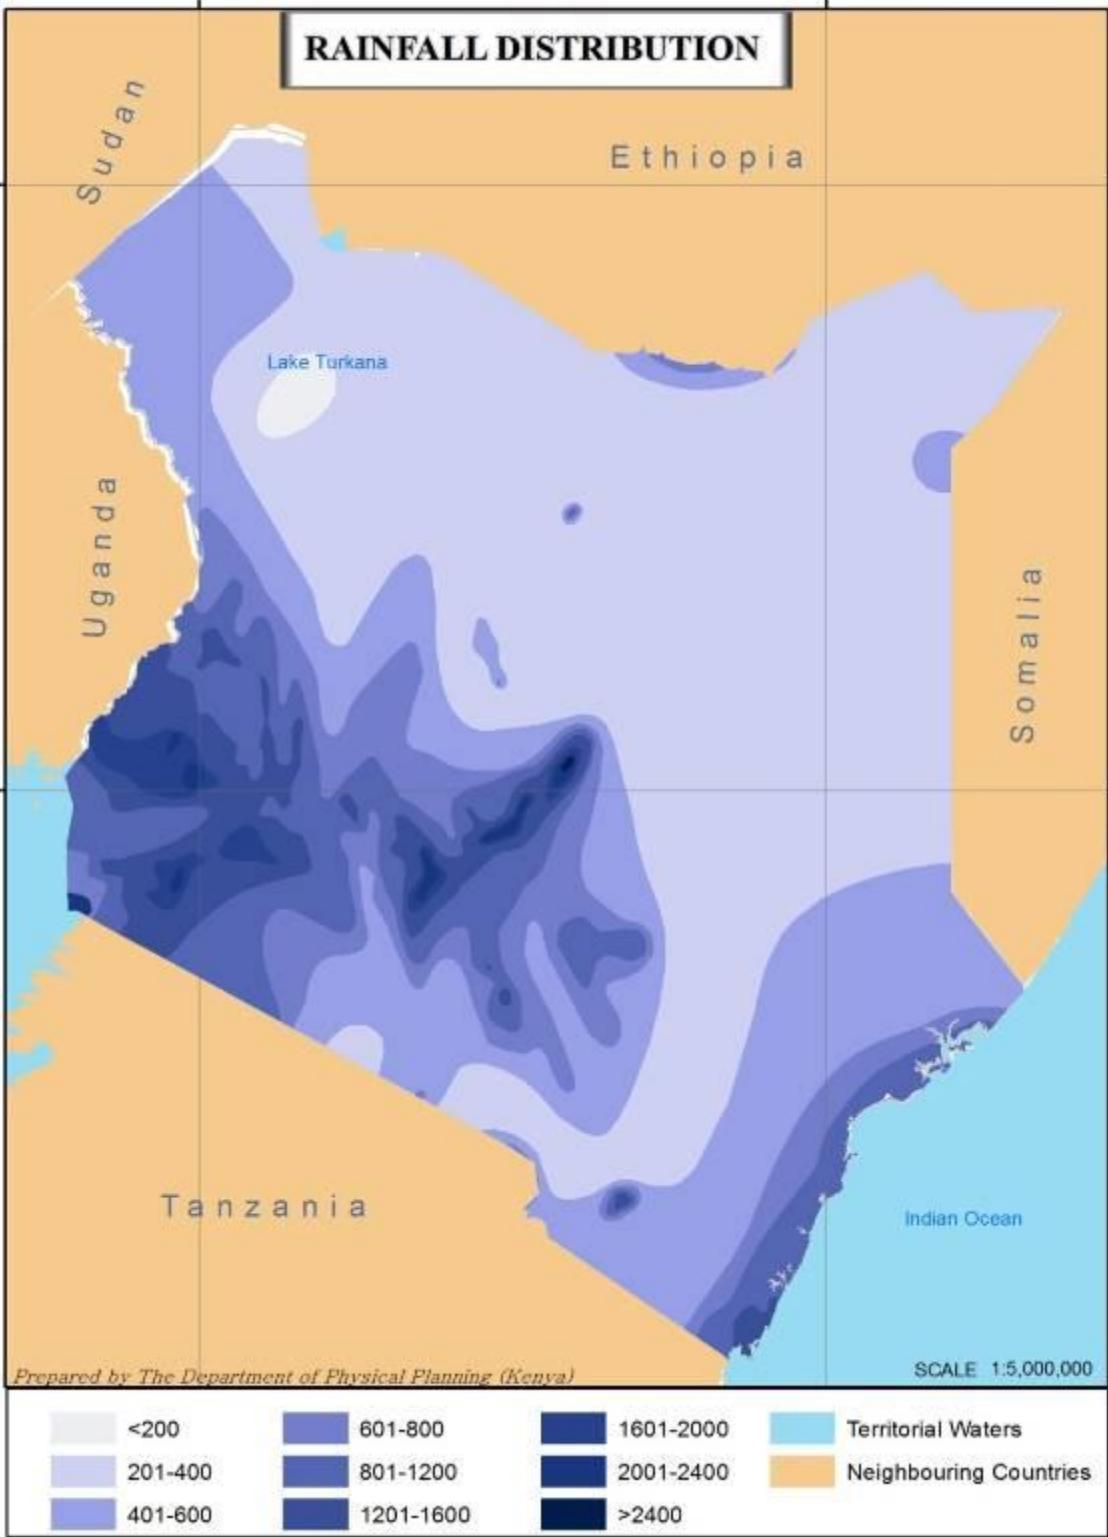 RAINFALL DISTRIBUTION
Sudan
Ethiopia
Lake Turkana
Uganda
Somalia
Tanzania
Indian Ocean
Prepared by The Department of Physical Planning (Kenya)
SCALE 1:5,000,000
<200
201-400
401-600
601-800
801-1200
1201-1600
1601-2000
2001-2400
>2400
Territorial Waters
Neighbouring Countries